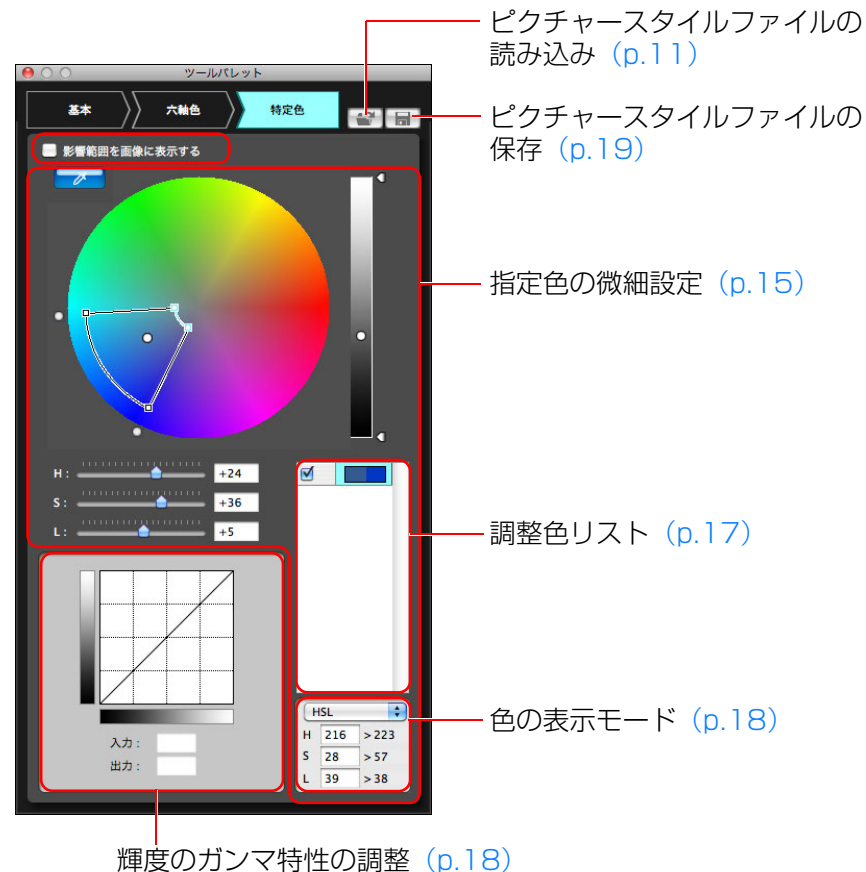 ピクチャースタイルファイルの
読み込み（p.11）
ツールパレット
基本
六軸色
特定色
ピクチャースタイルファイルの
保存（p.19）
影響範囲を画像に表示する
指定色の微細設定（p.15）
H : +24
S : +36
L : +5
調整色リスト（p.17）
HSL
色の表示モード（p.18）
H 216 > 223
S 28 > 57
L 39 > 38
入力 :
出力 :
輝度のガンマ特性の調整（p.18）